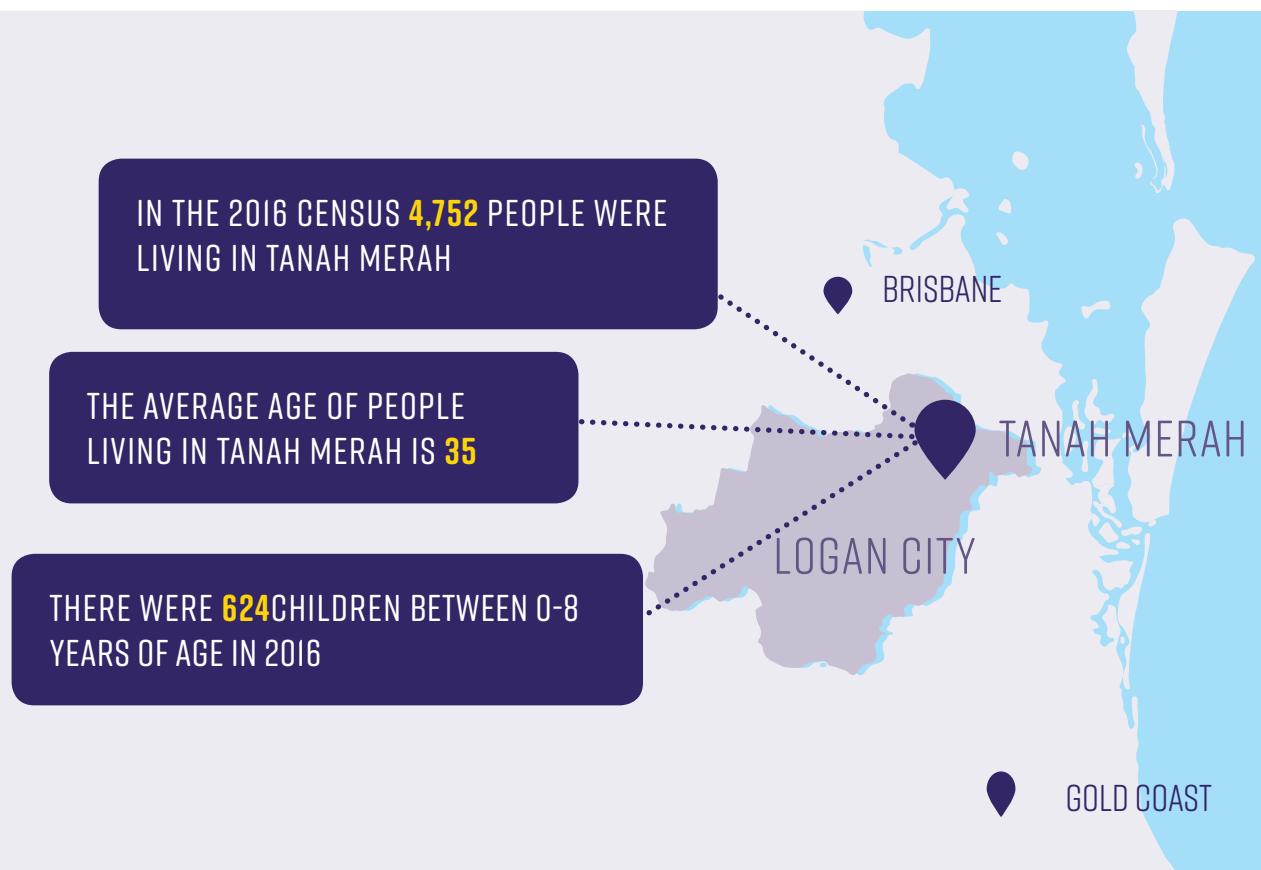 IN THE 2016 CENSUS 4,752 PEOPLE WERE
LIVING IN TANAH MERAH
BRISBANE
THE AVERAGE AGE OF PEOPLE
LIVING IN TANAH MERAH IS 35
TANAH MERAH
LOGAN CITY
THERE WERE 624CHILDREN BETWEEN 0-8
YEARS OF AGE IN 2016
GOLD COAST